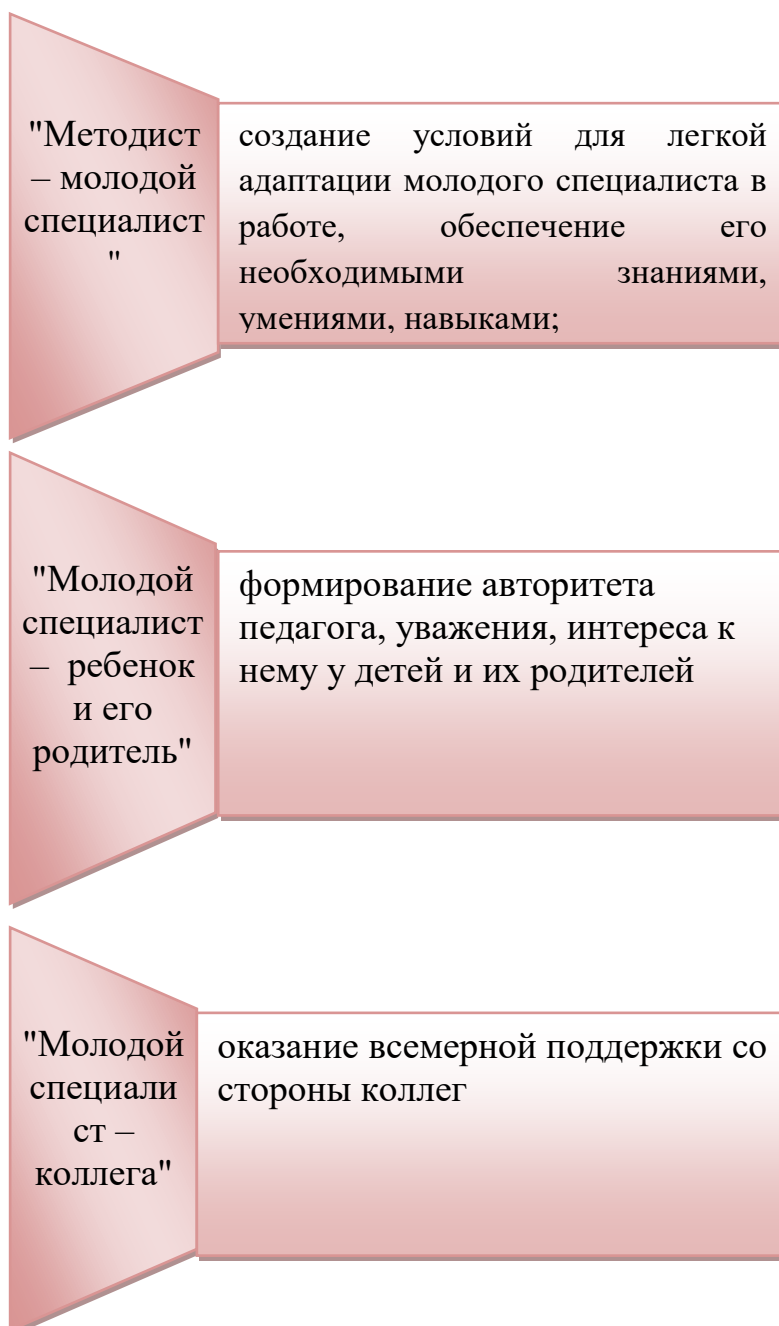 "Методист
– молодой
специалист
"
создание условий для легкой
адаптации молодого специалиста в
работе, обеспечение его
необходимыми знаниями,
умениями, навыками;
"Молодой
специалист
– ребенок
и его
родитель"
формирование авторитета
педагога, уважения, интереса к
нему у детей и их родителей
"Молодой
специали
ст –
коллега"
оказание всемерной поддержки со
стороны коллег